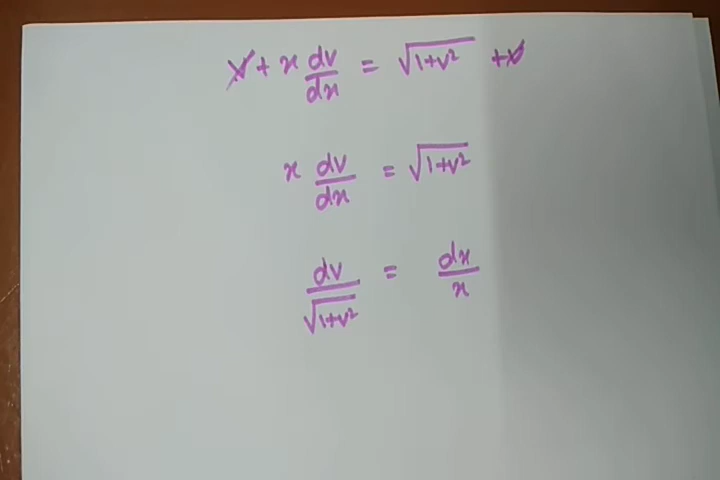 v + x dv/dx = √(1+v²) + v
x dv/dx = √(1+v²)
dv/√(1+v²) = dx/x